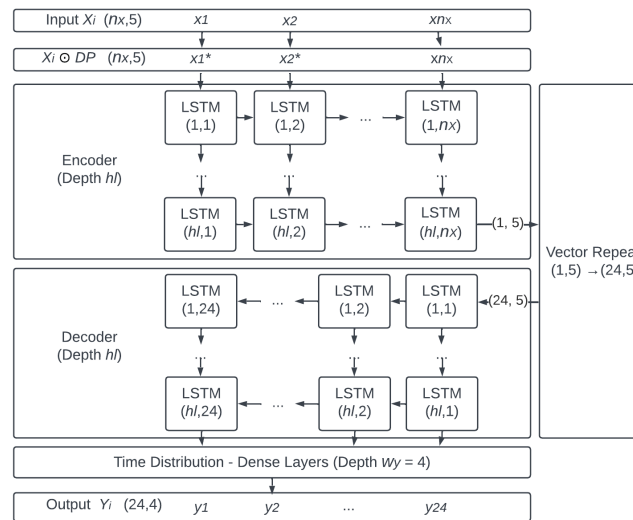 Input Xi (nx,5) x1 x2 xnx
Xi ⊙ DP (nx,5) x1* x2* xnx
LSTM (1,1)
LSTM (1,2)
...
LSTM (1,nx)
Encoder
(Depth hl)
...
...
...
LSTM (hl,1)
LSTM (hl,2)
...
LSTM (hl,nx)
(1, 5)
Vector Repea
(1,5) →(24,5
Decoder
(Depth hl)
LSTM (1,24)
...
LSTM (1,2)
LSTM (1,1)
(24, 5)
...
...
...
LSTM (hl,24)
...
LSTM (hl,2)
LSTM (hl,1)
Time Distribution - Dense Layers (Depth wy = 4)
Output Yi (24,4) y1 y2 ... y24